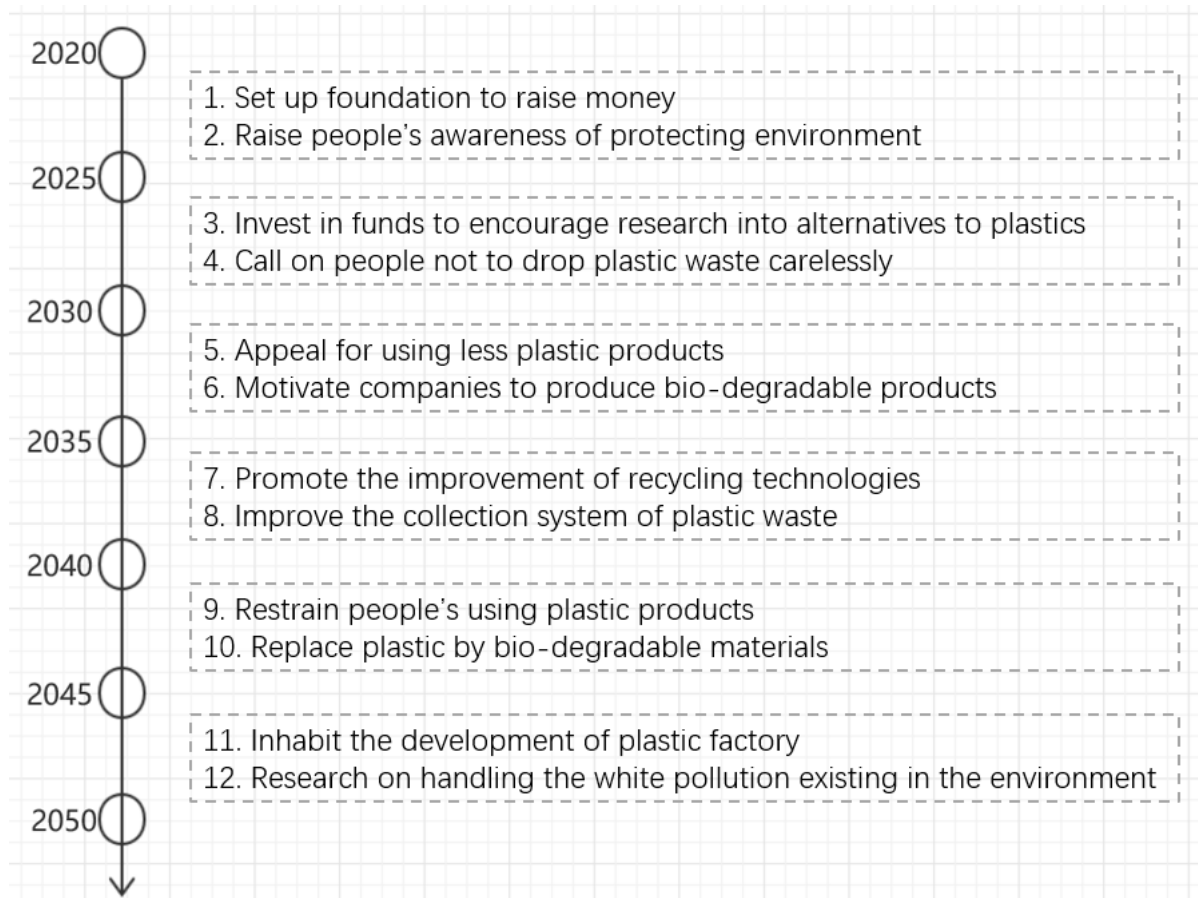 2020
1. Set up foundation to raise money
2. Raise people's awareness of protecting environment
2025
3. Invest in funds to encourage research into alternatives to plastics
4. Call on people not to drop plastic waste carelessly
2030
5. Appeal for using less plastic products
6. Motivate companies to produce bio-degradable products
2035
7. Promote the improvement of recycling technologies
8. Improve the collection system of plastic waste
2040
9. Restrain people's using plastic products
10. Replace plastic by bio-degradable materials
2045
11. Inhabit the development of plastic factory
12. Research on handling the white pollution existing in the environment
2050